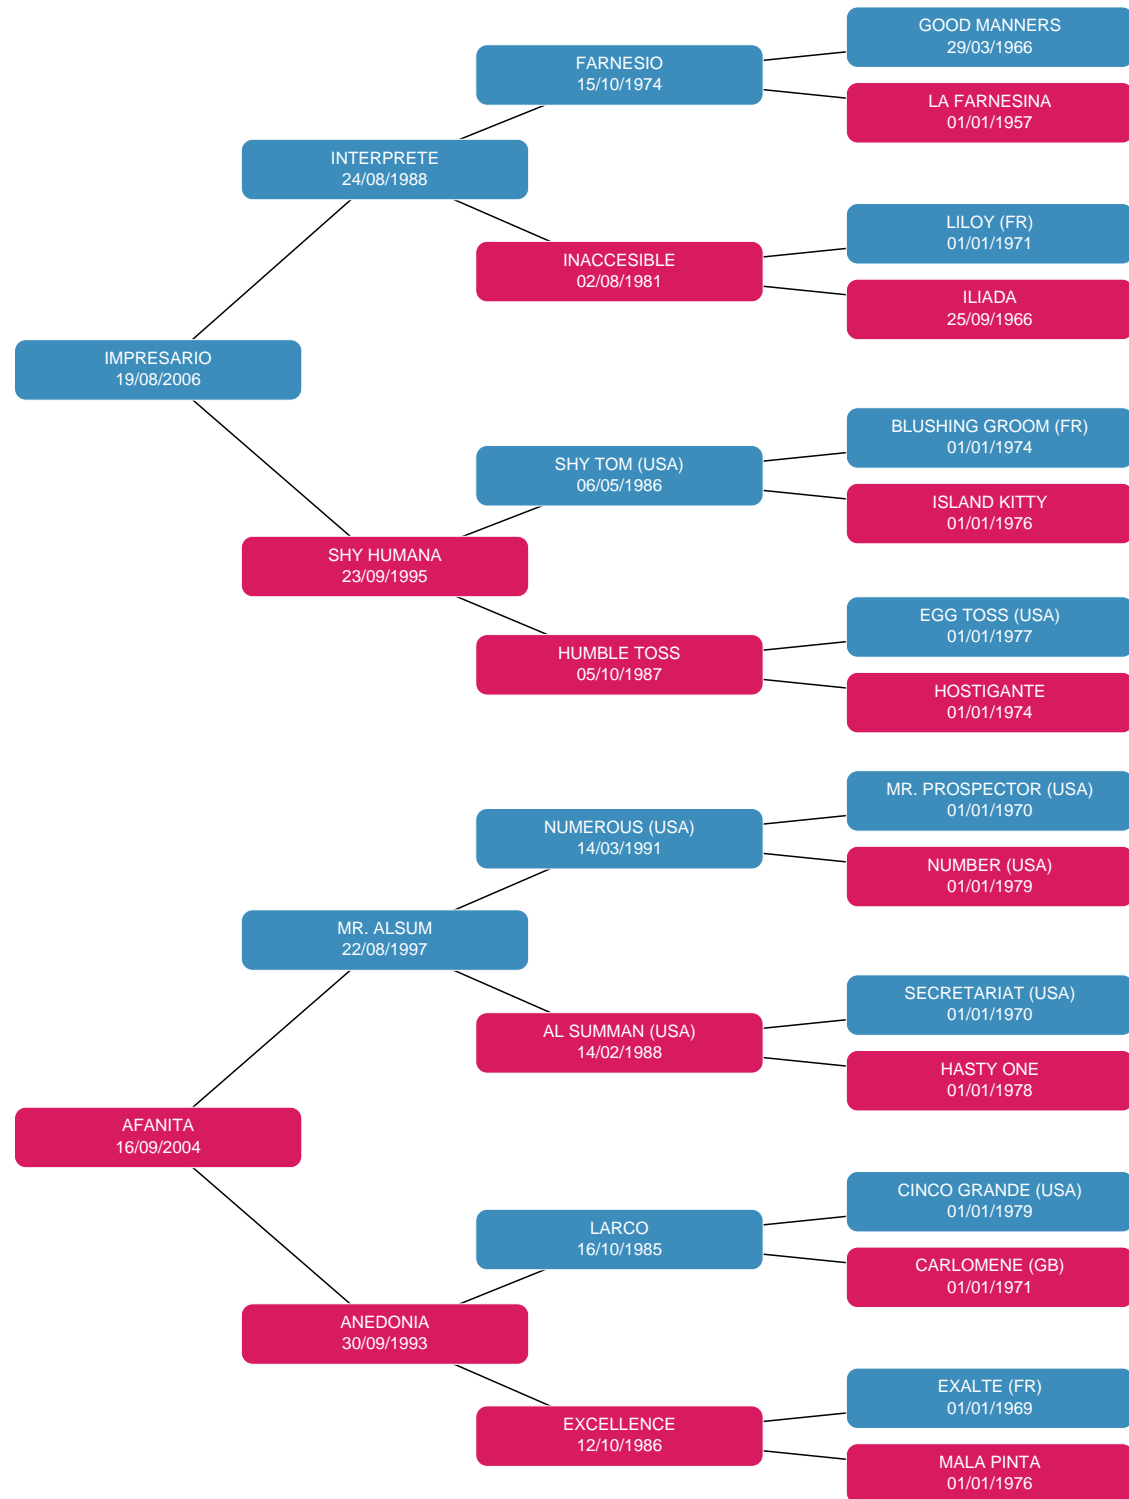 GOOD MANNERS
29/03/1966
FARNESIO
15/10/1974
LA FARNESINA
01/01/1957
INTERPRETE
24/08/1988
LILOY (FR)
01/01/1971
INACCESIBLE
02/08/1981
ILIADA
25/09/1966
IMPRESARIO
19/08/2006
BLUSHING GROOM (FR)
01/01/1974
SHY TOM (USA)
06/05/1986
ISLAND KITTY
01/01/1976
SHY HUMANA
23/09/1995
EGG TOSS (USA)
01/01/1977
HUMBLE TOSS
05/10/1987
HOSTIGANTE
01/01/1974
MR. PROSPECTOR (USA)
01/01/1970
NUMEROUS (USA)
14/03/1991
NUMBER (USA)
01/01/1979
MR. ALSUM
22/08/1997
SECRETARIAT (USA)
01/01/1970
AL SUMMAN (USA)
14/02/1988
HASTY ONE
01/01/1978
AFANITA
16/09/2004
CINCO GRANDE (USA)
01/01/1979
LARCO
16/10/1985
CARLOMENE (GB)
01/01/1971
ANEDONIA
30/09/1993
EXALTE (FR)
01/01/1969
EXCELLENCE
12/10/1986
MALA PINTA
01/01/1976